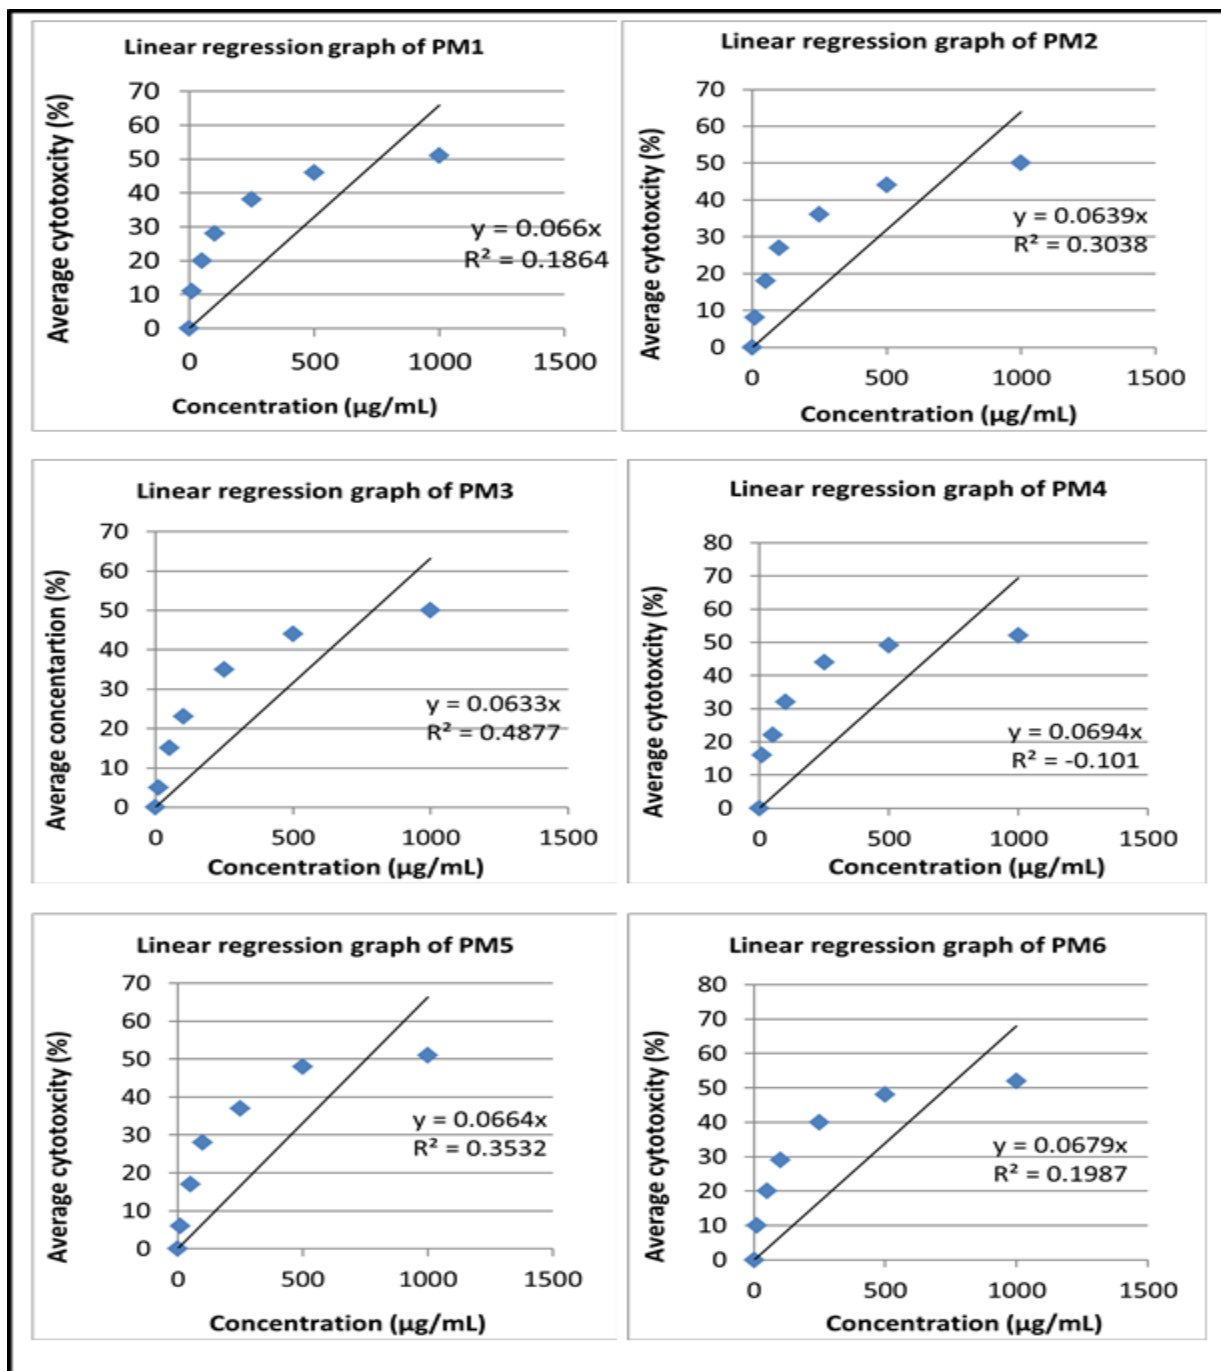 Linear regression graph of PM1
Average cytotoxcity (%)
70
60
50
40
30
20
10
0
y = 0.066x
R² = 0.1864
0 500 1000 1500
Concentration (µg/mL)
Linear regression graph of PM2
Average cytotoxcity (%)
70
60
50
40
30
20
10
0
y = 0.0639x
R² = 0.3038
0 500 1000 1500
Concentration (µg/mL)
Linear regression graph of PM3
Average concentartion (%)
70
60
50
40
30
20
10
0
y = 0.0633x
R² = 0.4877
0 500 1000 1500
Concentration (µg/mL)
Linear regression graph of PM4
Average cytotoxcity (%)
80
70
60
50
40
30
20
10
0
y = 0.0694x
R² = -0.101
0 500 1000 1500
Concentration (µg/mL)
Linear regression graph of PM5
Average cytotoxcity (%)
70
60
50
40
30
20
10
0
y = 0.0664x
R² = 0.3532
0 500 1000 1500
Concentration (µg/mL)
Linear regression graph of PM6
Average cytotoxcity (%)
80
70
60
50
40
30
20
10
0
y = 0.0679x
R² = 0.1987
0 500 1000 1500
Concentration (µg/mL)